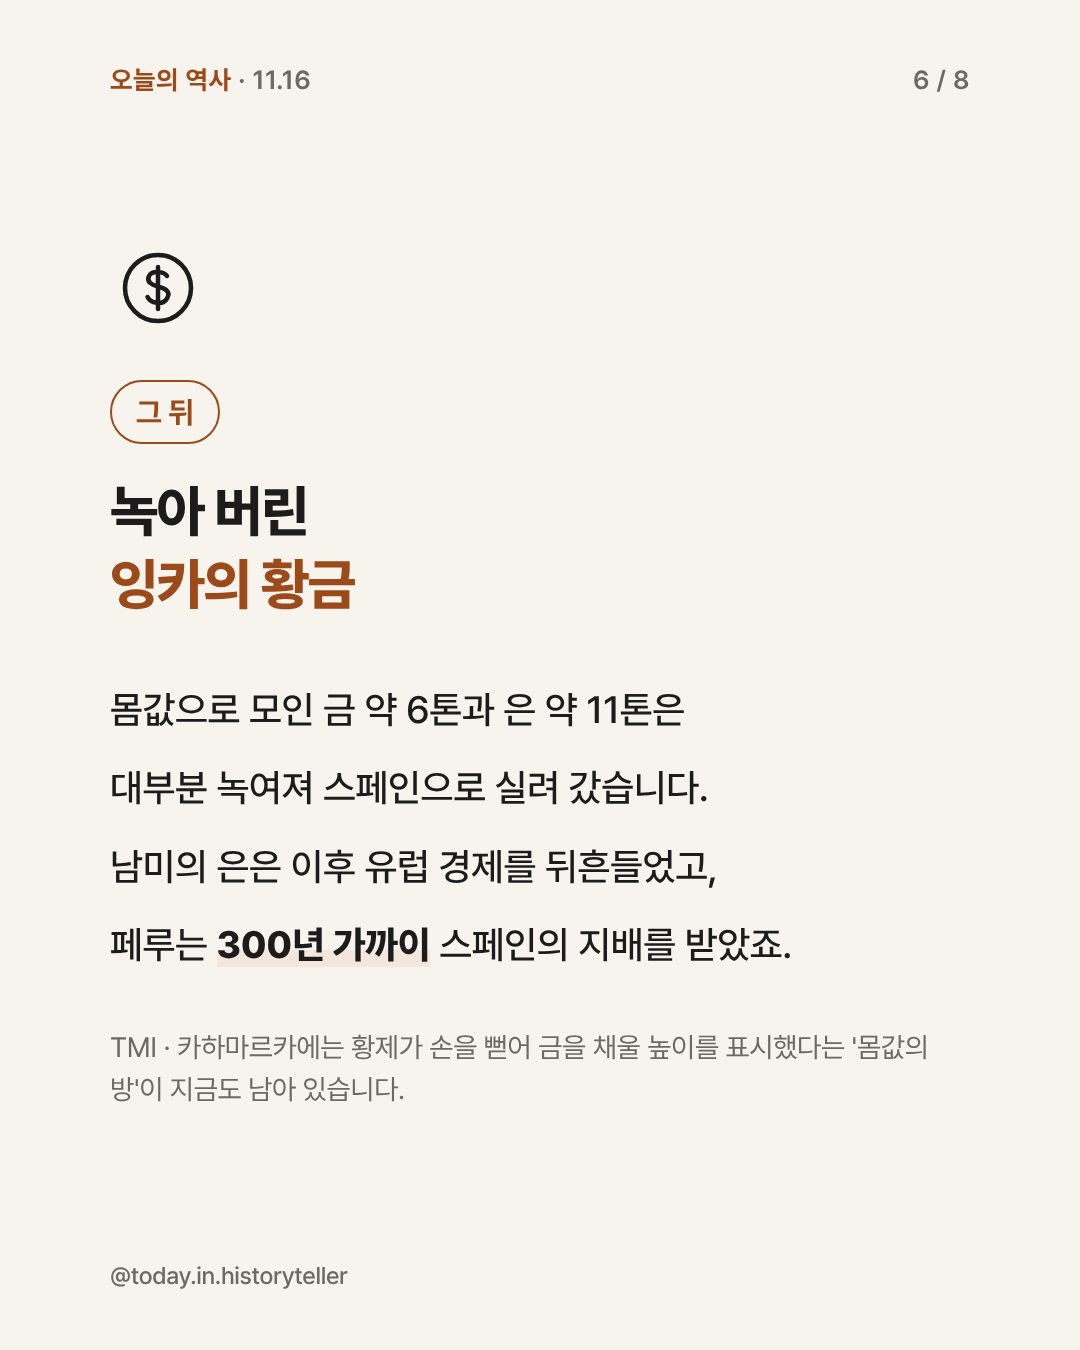 오늘의 역사 · 11.16
6 / 8
$
그 뒤
녹아 버린
잉카의 황금
몸값으로 모인 금 약 6톤과 은 약 11톤은
대부분 녹여져 스페인으로 실려 갔습니다.
남미의 은은 이후 유럽 경제를 뒤흔들었고,
페루는 300년 가까이 스페인의 지배를 받았죠.
TMI · 카하마르카에는 황제가 손을 뻗어 금을 채울 높이를 표시했다는 '몸값의
방'이 지금도 남아 있습니다.
@today.in.historyteller